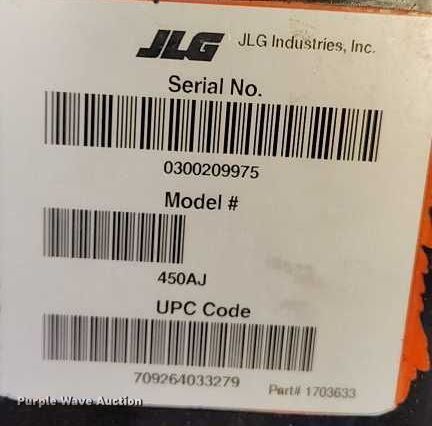 JLG JLG Industries, Inc.
Serial No.
0300209975
Model #
450AJ
UPC Code
709264033279
Part# 1703633
Purple Wave Auction